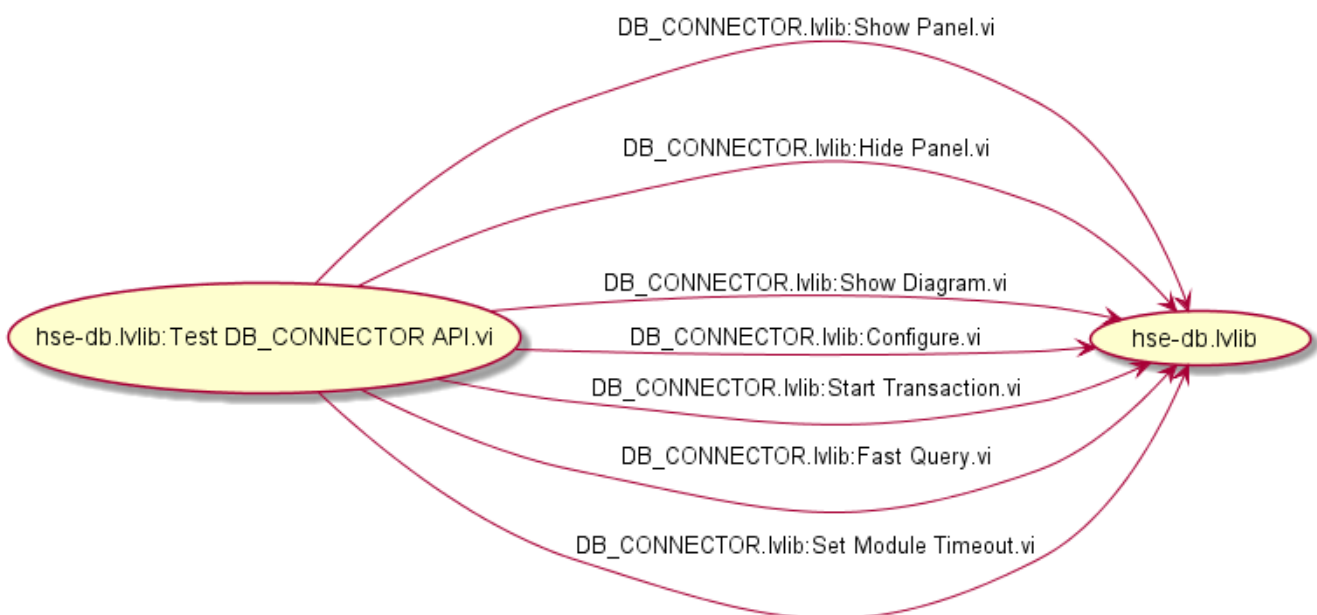 DB_CONNECTOR.lvlib:Show Panel.vi
DB_CONNECTOR.lvlib:Hide Panel.vi
DB_CONNECTOR.lvlib:Show Diagram.vi
hse-db.lvlib:Test DB_CONNECTOR API.vi
DB_CONNECTOR.lvlib:Configure.vi
hse-db.lvlib
DB_CONNECTOR.lvlib:Start Transaction.vi
DB_CONNECTOR.lvlib:Fast Query.vi
DB_CONNECTOR.lvlib:Set Module Timeout.vi